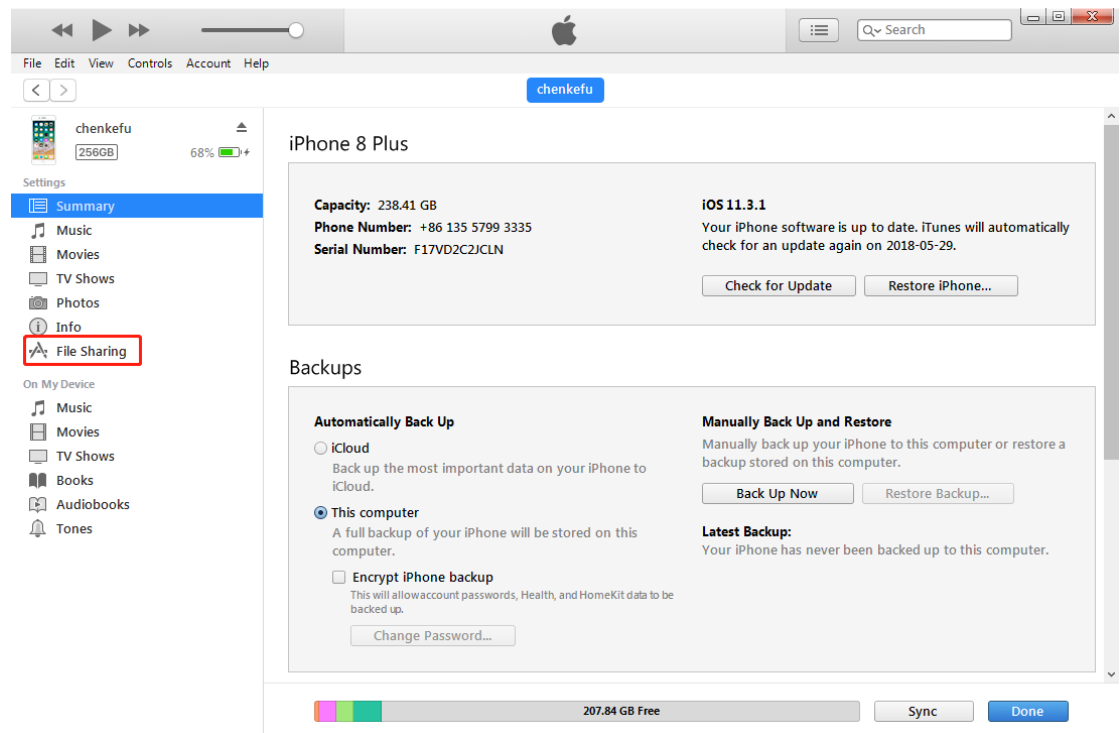 Search
File Edit View Controls Account Help
chenkefu
chenkefu
256GB
68%
Settings
Summary
Music
Movies
TV Shows
Photos
Info
File Sharing
On My Device
Music
Movies
TV Shows
Books
Audiobooks
Tones
iPhone 8 Plus
Capacity: 238.41 GB
Phone Number: +86 135 5799 3335
Serial Number: F17VD2C2JCLN
iOS 11.3.1
Your iPhone software is up to date. iTunes will automatically
check for an update again on 2018-05-29.
Check for Update
Restore iPhone...
Backups
Automatically Back Up
iCloud
Back up the most important data on your iPhone to
iCloud.
This computer
A full backup of your iPhone will be stored on this
computer.
Encrypt iPhone backup
This will allowaccount passwords, Health, and HomeKit data to be
backed up.
Change Password...
Manually Back Up and Restore
Manually back up your iPhone to this computer or restore a
backup stored on this computer.
Back Up Now
Restore Backup...
Latest Backup:
Your iPhone has never been backed up to this computer.
207.84 GB Free
Sync
Done